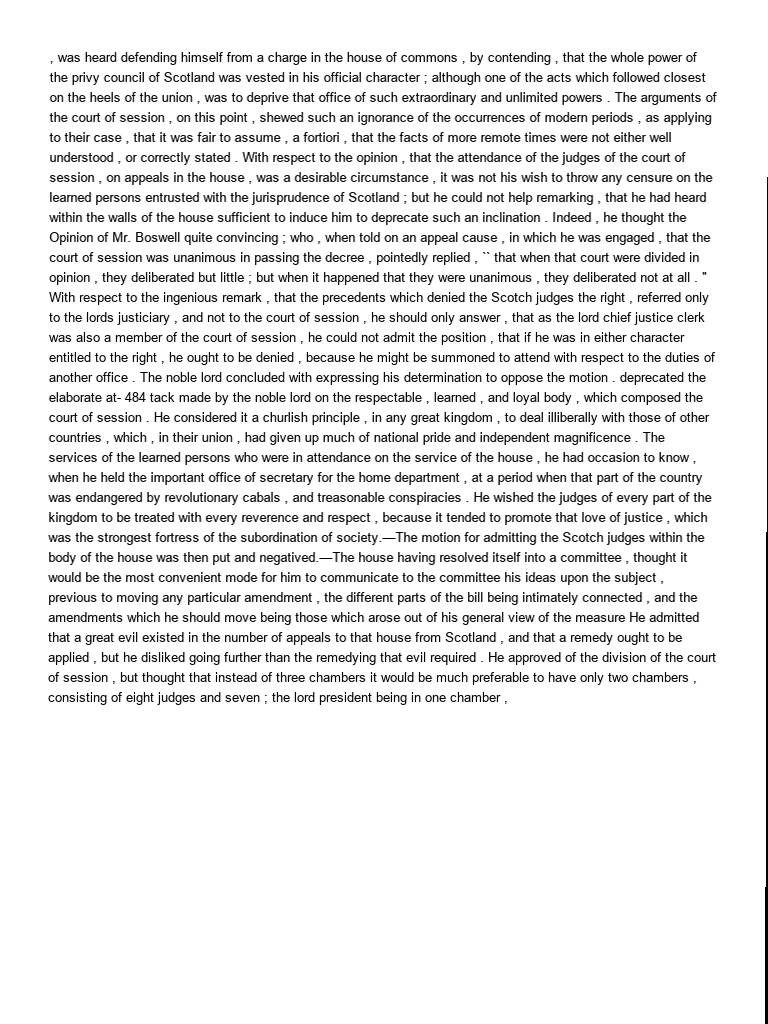 , was heard defending himself from a charge in the house of commons , by contending , that the whole power of
the privy council of Scotland was vested in his official character ; although one of the acts which followed closest
on the heels of the union , was to deprive that office of such extraordinary and unlimited powers . The arguments of
the court of session , on this point , shewed such an ignorance of the occurrences of modern periods , as applying
to their case , that it was fair to assume , a fortiori , that the facts of more remote times were not either well
understood , or correctly stated . With respect to the opinion , that the attendance of the judges of the court of
session , on appeals in the house , was a desirable circumstance , it was not his wish to throw any censure on the
learned persons entrusted with the jurisprudence of Scotland ; but he could not help remarking , that he had heard
within the walls of the house sufficient to induce him to deprecate such an inclination . Indeed , he thought the
Opinion of Mr. Boswell quite convincing ; who , when told on an appeal cause , in which he was engaged , that the
court of session was unanimous in passing the decree , pointedly replied , `` that when that court were divided in
opinion , they deliberated but little ; but when it happened that they were unanimous , they deliberated not at all . "
With respect to the ingenious remark , that the precedents which denied the Scotch judges the right , referred only
to the lords justiciary , and not to the court of session , he should only answer , that as the lord chief justice clerk
was also a member of the court of session , he could not admit the position , that if he was in either character
entitled to the right , he ought to be denied , because he might be summoned to attend with respect to the duties of
another office . The noble lord concluded with expressing his determination to oppose the motion . deprecated the
elaborate at- 484 tack made by the noble lord on the respectable , learned , and loyal body , which composed the
court of session . He considered it a churlish principle , in any great kingdom , to deal illiberally with those of other
countries , which , in their union , had given up much of national pride and independent magnificence . The
services of the learned persons who were in attendance on the service of the house , he had occasion to know ,
when he held the important office of secretary for the home department , at a period when that part of the country
was endangered by revolutionary cabals , and treasonable conspiracies . He wished the judges of every part of the
kingdom to be treated with every reverence and respect , because it tended to promote that love of justice , which
was the strongest fortress of the subordination of society.—The motion for admitting the Scotch judges within the
body of the house was then put and negatived.—The house having resolved itself into a committee , thought it
would be the most convenient mode for him to communicate to the committee his ideas upon the subject ,
previous to moving any particular amendment , the different parts of the bill being intimately connected , and the
amendments which he should move being those which arose out of his general view of the measure He admitted
that a great evil existed in the number of appeals to that house from Scotland , and that a remedy ought to be
applied , but he disliked going further than the remedying that evil required . He approved of the division of the court
of session , but thought that instead of three chambers it would be much preferable to have only two chambers ,
consisting of eight judges and seven ; the lord president being in one chamber ,